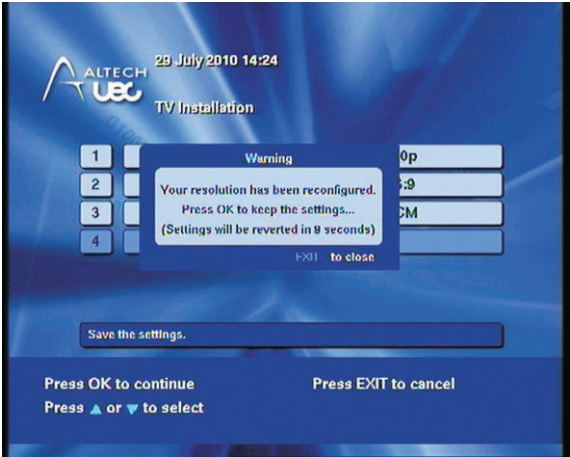 ALTECH
UEC
29 July 2010 14:24
TV Installation
1
0p
2
:9
3
CM
4
Warning
Your resolution has been reconfigured.
Press OK to keep the settings...
(Settings will be reverted in 9 seconds)
EXIT to close
Save the settings.
Press OK to continue
Press EXIT to cancel
Press ▲ or ▼ to select